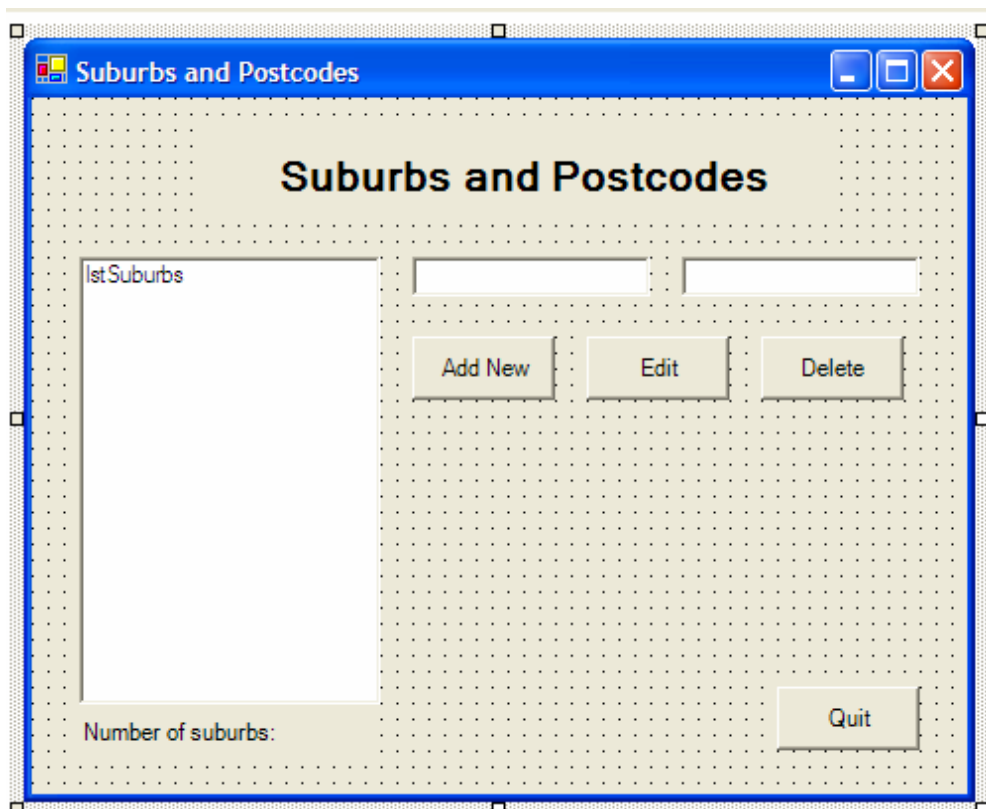 Suburbs and Postcodes
Suburbs and Postcodes
lstSuburbs
Add New
Edit
Delete
Number of suburbs:
Quit